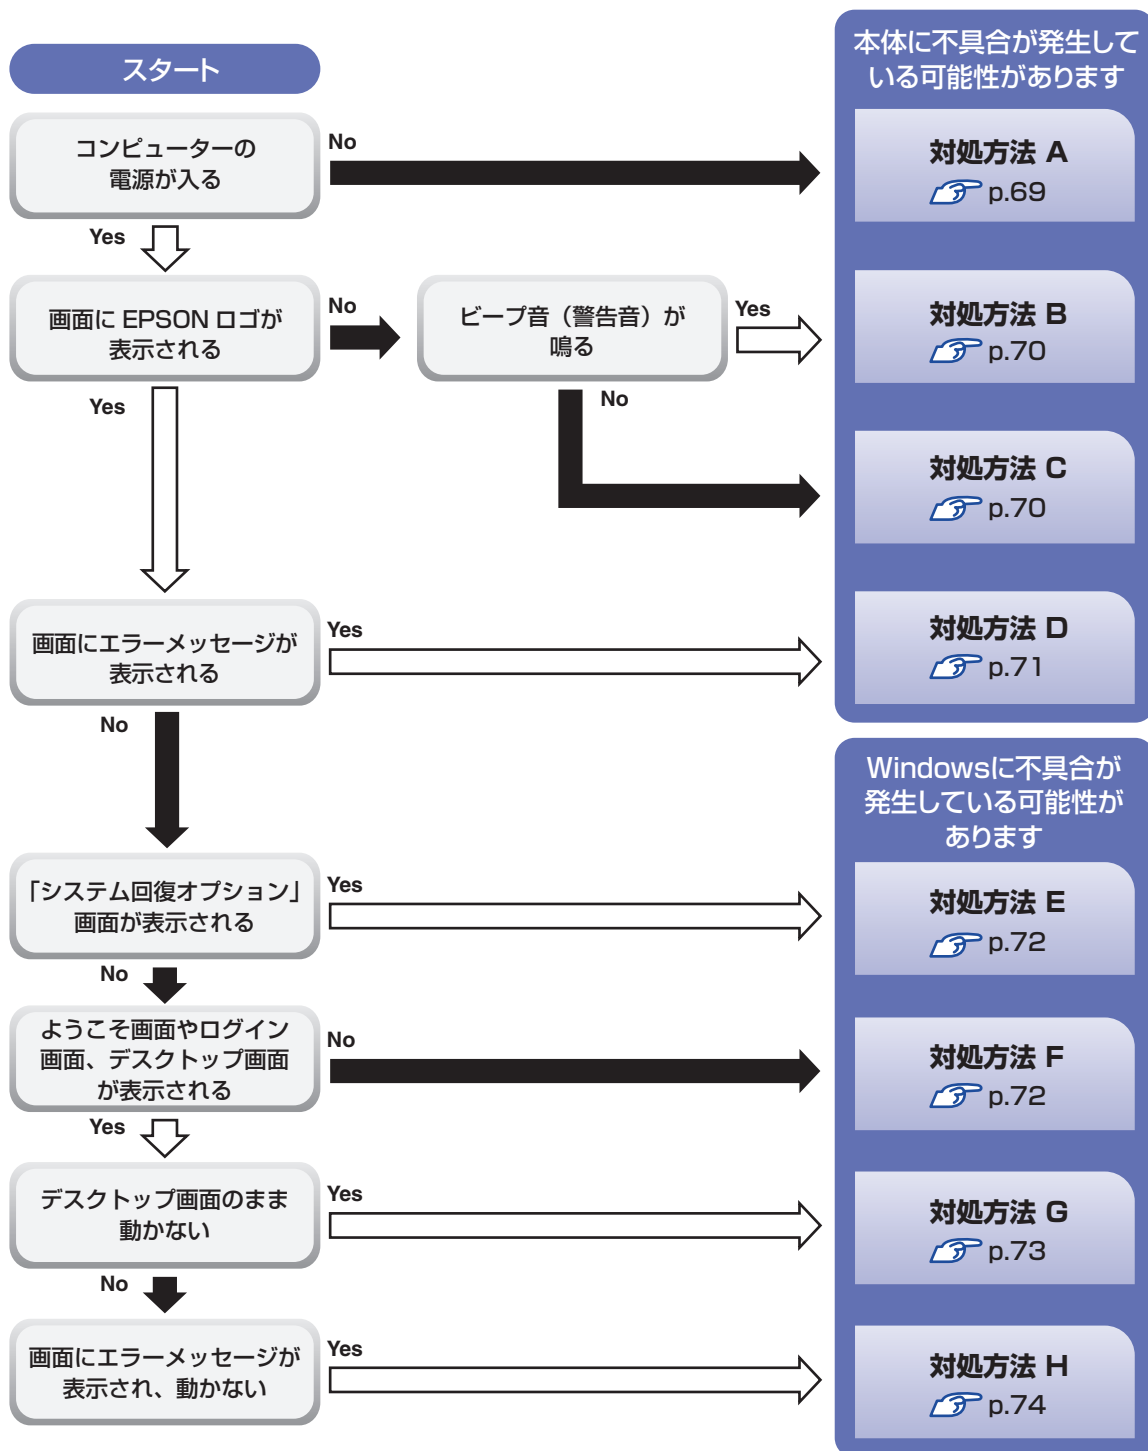 スタート
コンピューターの
電源が入る
No
Yes
画面に EPSON ロゴが
表示される
No
ビープ音（警告音）が
鳴る
Yes
No
Yes
画面にエラーメッセージが
表示される
Yes
No
「システム回復オプション」
画面が表示される
Yes
No
ようこそ画面やログイン
画面、デスクトップ画面
が表示される
No
Yes
デスクトップ画面のまま
動かない
Yes
No
画面にエラーメッセージが
表示され、動かない
Yes
本体に不具合が発生して
いる可能性があります
対処方法 A
p.69
対処方法 B
p.70
対処方法 C
p.70
対処方法 D
p.71
Windowsに不具合が
発生している可能性が
あります
対処方法 E
p.72
対処方法 F
p.72
対処方法 G
p.73
対処方法 H
p.74